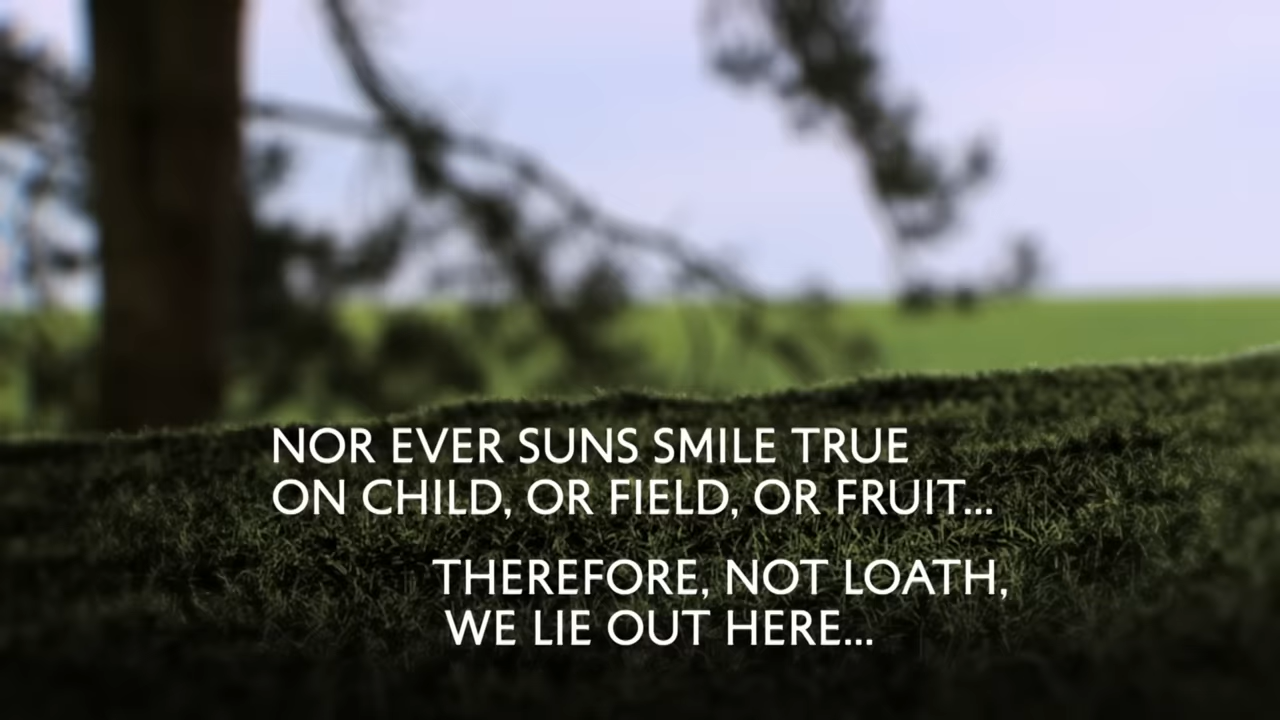 NOR EVER SUNS SMILE TRUE
ON CHILD, OR FIELD, OR FRUIT...
THEREFORE, NOT LOATH,
WE LIE OUT HERE...